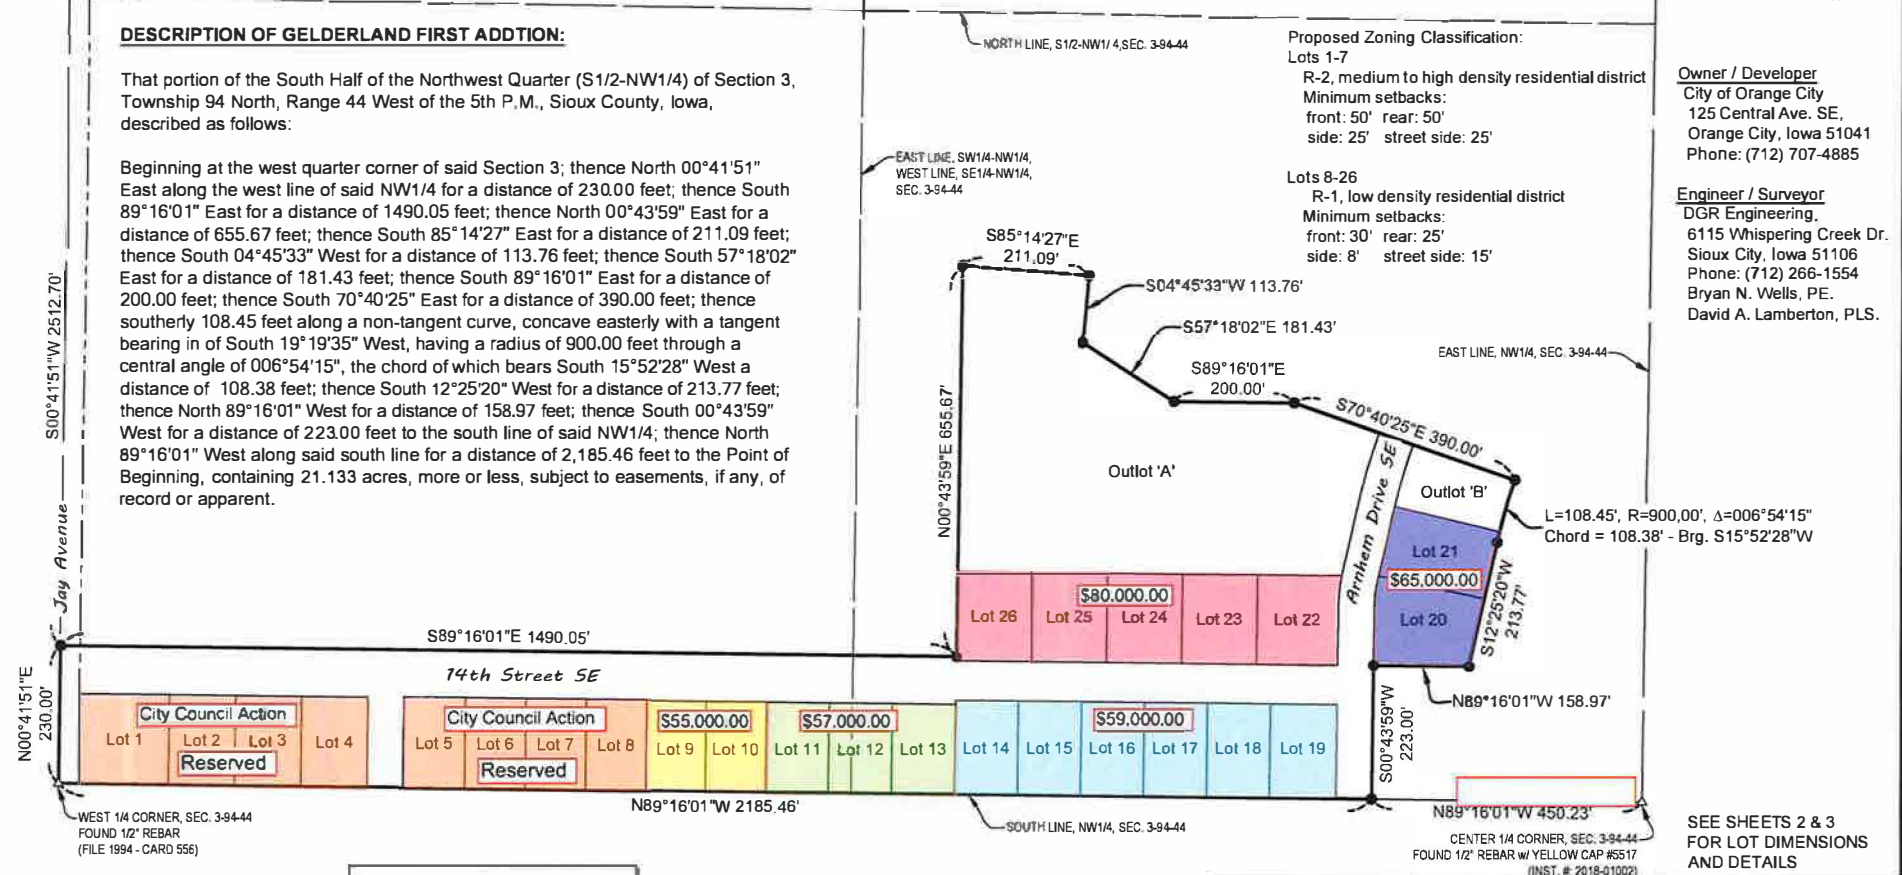 DESCRIPTION OF GELDERLAND FIRST ADDTION:
That portion of the South Half of the Northwest Quarter (S1/2-NW1/4) of Section 3,
Township 94 North, Range 44 West of the 5th P.M., Sioux County, Iowa,
described as follows:
Beginning at the west quarter corner of said Section 3; thence North 00°41'51"
East along the west line of said NW1/4 for a distance of 230.00 feet; thence South
89°16'01" East for a distance of 1490.05 feet; thence North 00°43'59" East for a
distance of 655.67 feet; thence South 85°14'27" East for a distance of 211.09 feet;
thence South 04°45'33" West for a distance of 113.76 feet; thence South 57°18'02"
East for a distance of 181.43 feet; thence South 89°16'01" East for a distance of
200.00 feet; thence South 70°40'25" East for a distance of 390.00 feet; thence
southerly 108.45 feet along a non-tangent curve, concave easterly with a tangent
bearing in of South 19°19'35" West, having a radius of 900.00 feet through a
central angle of 006°54'15", the chord of which bears South 15°52'28" West a
distance of 108.38 feet; thence South 12°25'20" West for a distance of 213.77 feet;
thence North 89°16'01" West for a distance of 158.97 feet; thence South 00°43'59"
West for a distance of 223.00 feet to the south line of said NW1/4; thence North
89°16'01" West along said south line for a distance of 2,185.46 feet to the Point of
Beginning, containing 21.133 acres, more or less, subject to easements, if any, of
record or apparent.
NORTH LINE, S1/2-NW1/4, SEC. 3-94-44
EAST LINE, SW1/4-NW1/4,
WEST LINE, SE1/4-NW1/4,
SEC. 3-94-44
Proposed Zoning Classification:
Lots 1-7
R-2, medium to high density residential district
Minimum setbacks:
front: 50' rear: 50'
side: 25' street side: 25'
Lots 8-26
R-1, low density residential district
Minimum setbacks:
front: 30' rear: 25'
side: 8' street side: 15'
Owner / Developer
City of Orange City
125 Central Ave. SE,
Orange City, Iowa 51041
Phone: (712) 707-4885
Engineer / Surveyor
DGR Engineering,
6115 Whispering Creek Dr.
Sioux City, Iowa 51106
Phone: (712) 266-1554
Bryan N. Wells, PE.
David A. Lamberton, PLS.
S00°41'51"W 2512.70'
Jay Avenue
S85°14'27"E
211.09'
S04°45'33"W 113.76'
S57°18'02"E 181.43'
S89°16'01"E
200.00'
EAST LINE, NW1/4, SEC. 3-94-44
S70°40'25"E 390.00'
N00°43'59"E 655.67'
Outlot 'A'
Arnhem Drive SE
Outlot 'B'
L=108.45', R=900,00', Δ=006°54'15"
Chord = 108.38' - Brg. S15°52'28"W
Lot 21
$65,000.00
Lot 20
S12°25'20"W
213.77'
$80.000.00
Lot 26 Lot 25 Lot 24 Lot 23 Lot 22
S89°16'01"E 1490.05'
14th Street SE
N00°41'51"E
230.00'
N89°16'01"W 158.97'
S00°43'59"W
223.00'
City Council Action
Lot 1 Lot 2 Lot 3 Lot 4
Reserved
City Council Action
Lot 5 Lot 6 Lot 7 Lot 8
Reserved
$55.000.00
Lot 9 Lot 10
$57.000.00
Lot 11 Lot 12 Lot 13
$59.000.00
Lot 14 Lot 15 Lot 16 Lot 17 Lot 18 Lot 19
N89°16'01"W 2185.46'
N89°16'01"W 450.23'
WEST 1/4 CORNER, SEC. 3-94-44
FOUND 1/2" REBAR
(FILE 1994 - CARD 556)
SOUTH LINE, NW1/4, SEC. 3-94-44
CENTER 1/4 CORNER, SEC. 3-94-44
FOUND 1/2" REBAR w/ YELLOW CAP #5517
(INST. #: 2018-01002)
SEE SHEETS 2 & 3
FOR LOT DIMENSIONS
AND DETAILS